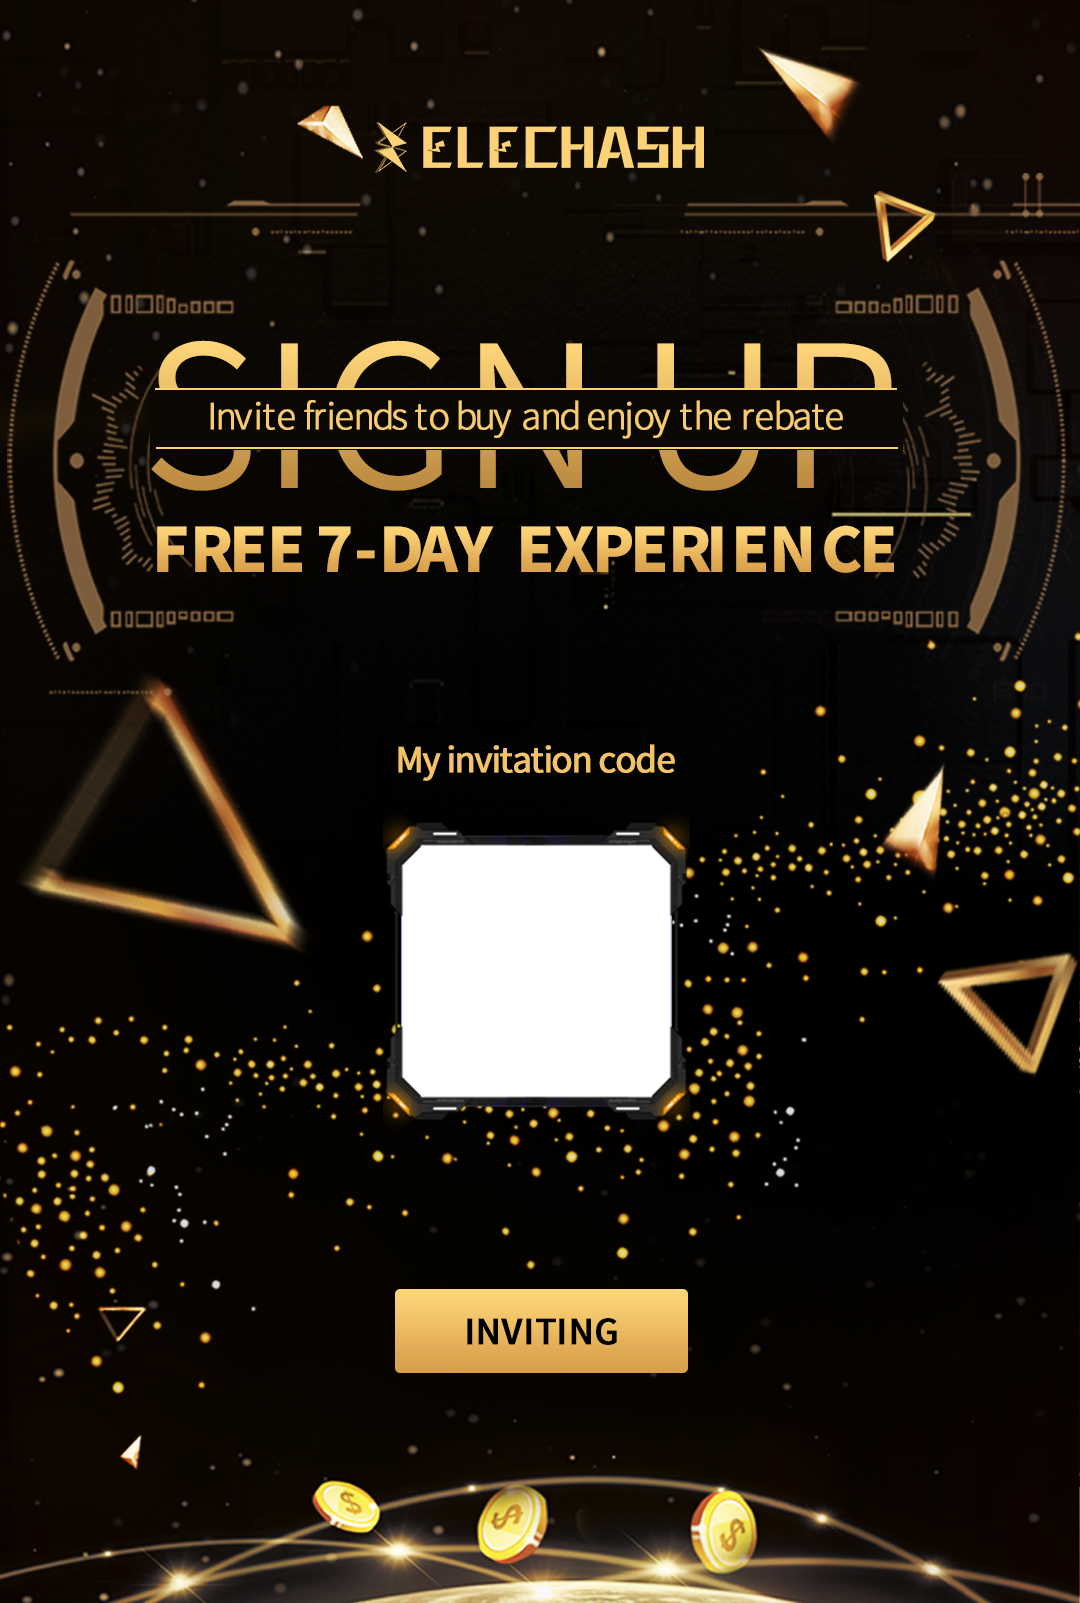 ELECHASH
SIGN UP
Invite friends to buy and enjoy the rebate
FREE 7-DAY EXPERIENCE
My invitation code
INVITING